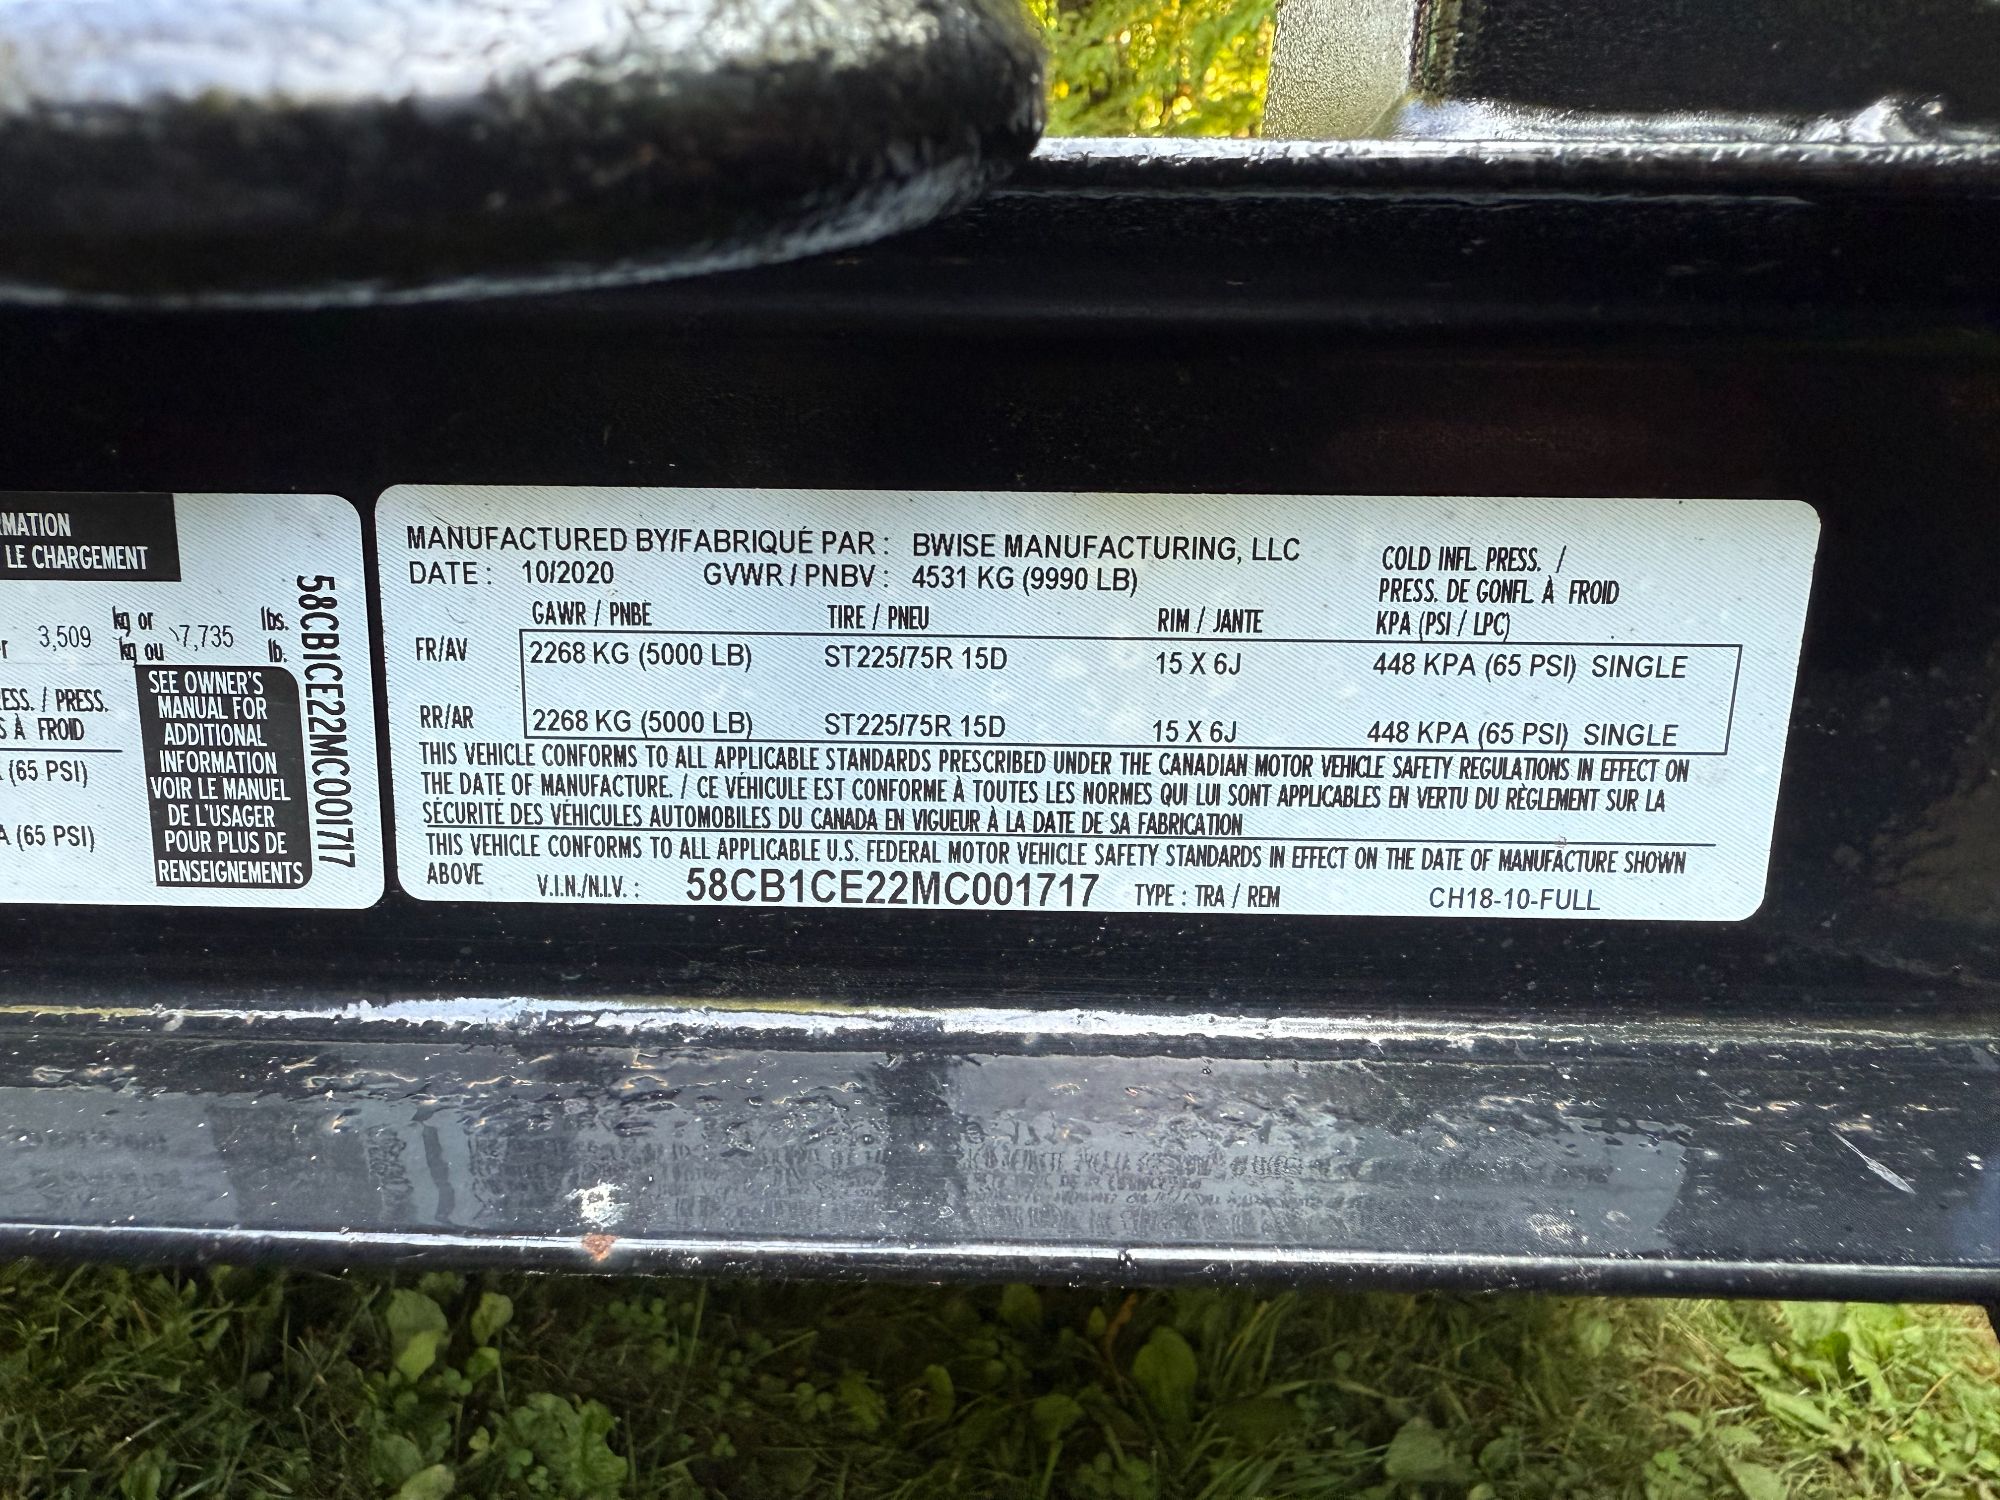 MATION
LE CHARGEMENT
3,509 kg or kg ou 7,735 lbs. lb.
ESS. / PRESS.
S À FROID
(65 PSI)
A (65 PSI)
SEE OWNER'S
MANUAL FOR
ADDITIONAL
INFORMATION
VOIR LE MANUEL
DE L'USAGER
POUR PLUS DE
RENSEIGNEMENTS
58CB1CE22MC001717
MANUFACTURED BY/FABRIQUÉ PAR : BWISE MANUFACTURING, LLC
DATE : 10/2020 GVWR / PNBV : 4531 KG (9990 LB)
COLD INFL PRESS. /
PRESS. DE GONFL À FROID
GAWR / PNBE TIRE / PNEU RIM / JANTE KPA (PSI / LPC)
FR/AV 2268 KG (5000 LB) ST225/75R 15D 15 X 6J 448 KPA (65 PSI) SINGLE
RR/AR 2268 KG (5000 LB) ST225/75R 15D 15 X 6J 448 KPA (65 PSI) SINGLE
THIS VEHICLE CONFORMS TO ALL APPLICABLE STANDARDS PRESCRIBED UNDER THE CANADIAN MOTOR VEHICLE SAFETY REGULATIONS IN EFFECT ON
THE DATE OF MANUFACTURE. / CE VÉHICULE EST CONFORME À TOUTES LES NORMES QUI LUI SONT APPLICABLES EN VERTU DU RÈGLEMENT SUR LA
SÉCURITÉ DES VÉHICULES AUTOMOBILES DU CANADA EN VIGUEUR À LA DATE DE SA FABRICATION
THIS VEHICLE CONFORMS TO ALL APPLICABLE U.S. FEDERAL MOTOR VEHICLE SAFETY STANDARDS IN EFFECT ON THE DATE OF MANUFACTURE SHOWN
ABOVE V.I.N./N.I.V. : 58CB1CE22MC001717 TYPE : TRA / REM CH18-10-FULL